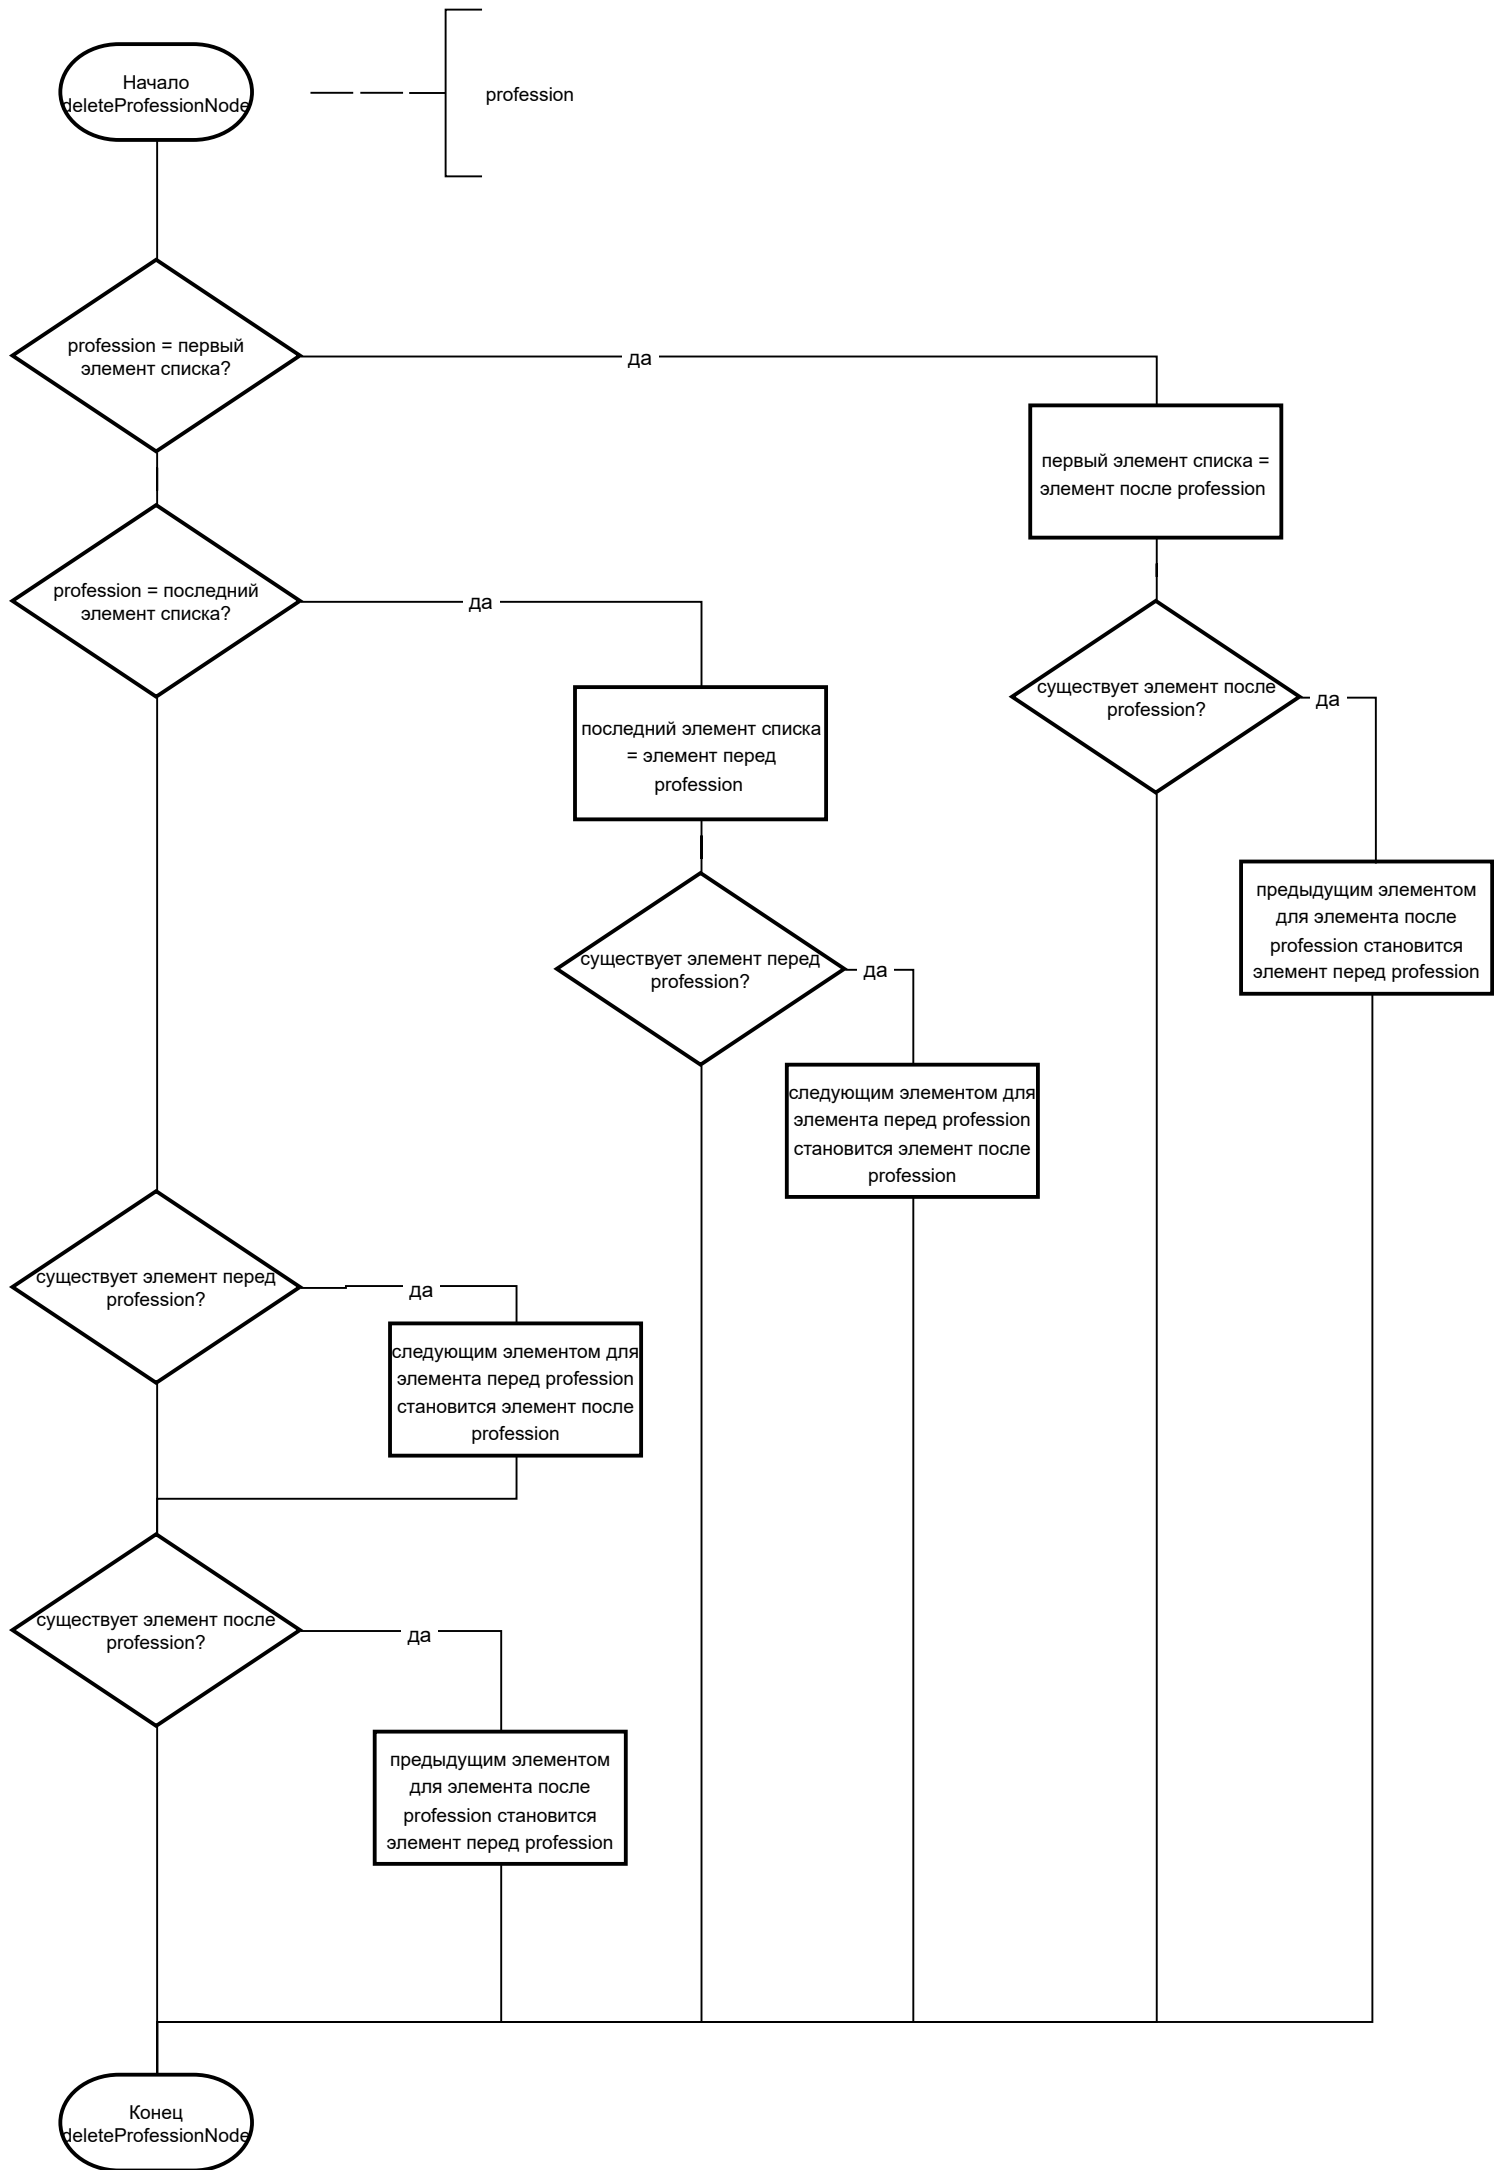 Начало
deleteProfessionNode
profession
profession = первый
элемент списка?
да
первый элемент списка =
элемент после profession
profession = последний
элемент списка?
да
существует элемент после
profession?
да
последний элемент списка
= элемент перед
profession
предыдущим элементом
для элемента после
profession становится
элемент перед profession
существует элемент перед
profession?
да
следующим элементом для
элемента перед profession
становится элемент после
profession
существует элемент перед
profession?
да
следующим элементом для
элемента перед profession
становится элемент после
profession
существует элемент после
profession?
да
предыдущим элементом
для элемента после
profession становится
элемент перед profession
Конец
deleteProfessionNode